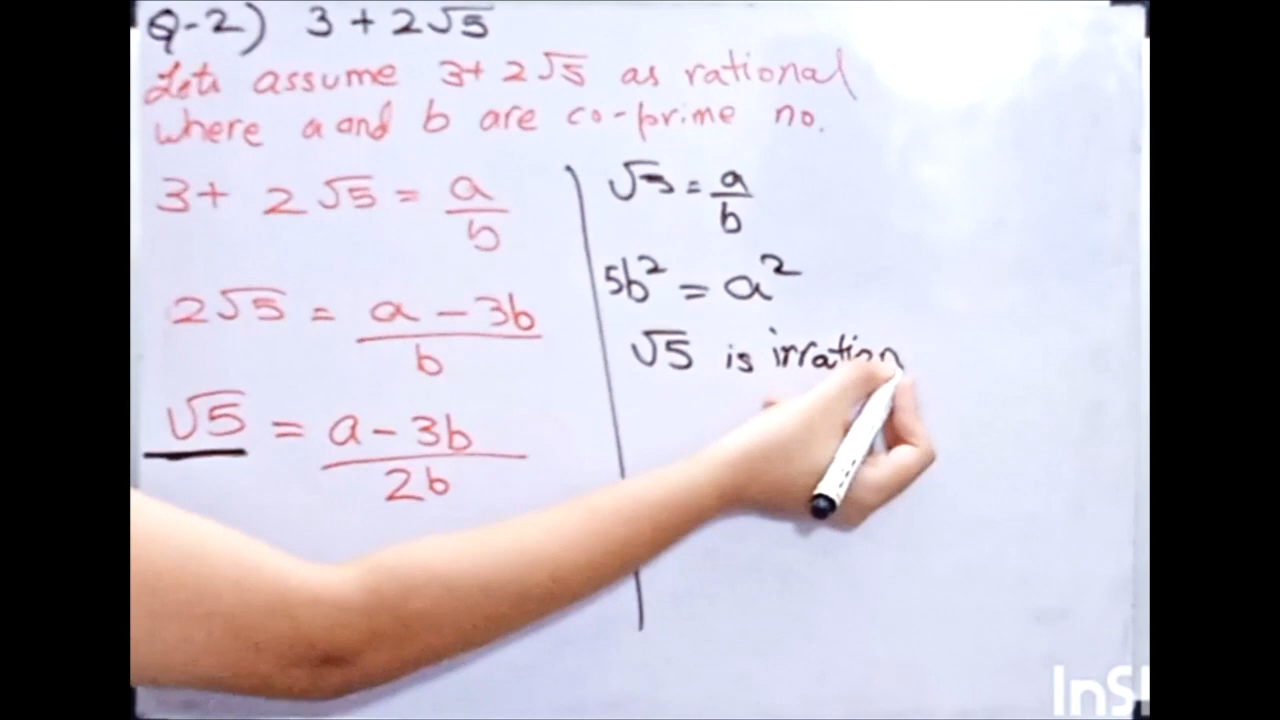 Q-2) 3 + 2√5
Lets assume 3+ 2√5 as rational
where a and b are co-prime no.
3+ 2√5 = a/b
2√5 = a - 3b/b
√5 = a - 3b/2b
√5 = a/b
5b² = a²
√5 is irration
InS